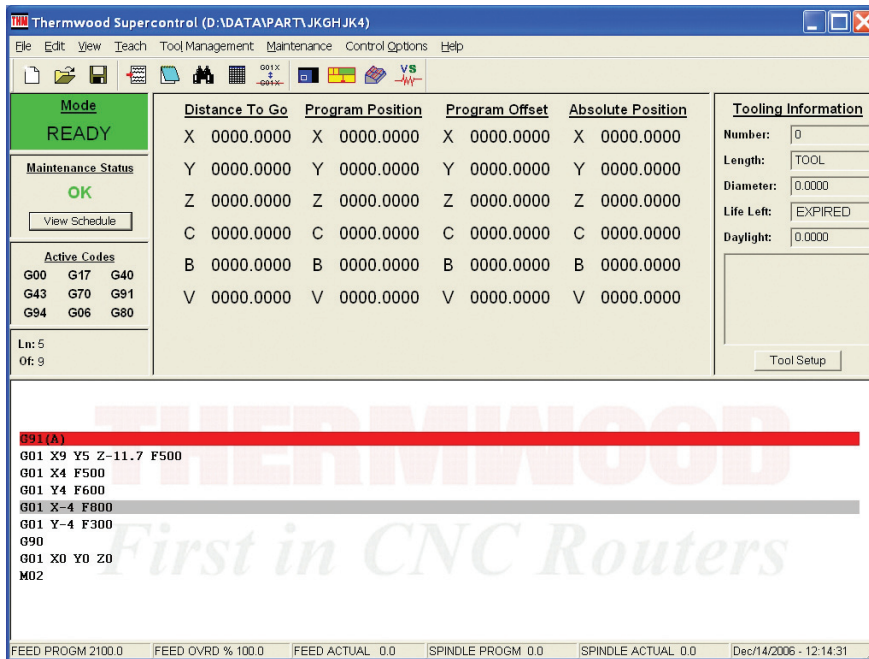 THM Thermwood Supercontrol (D:\DATA\PART\JKGHJK4)
File Edit View Teach Tool Management Maintenance Control Options Help
G01X
-G01X-
VS
Mode
READY
Maintenance Status
OK
View Schedule
Active Codes
G00 G17 G40
G43 G70 G91
G94 G06 G80
Ln: 5
Of: 9
Distance To Go Program Position Program Offset Absolute Position
X 0000.0000 X 0000.0000 X 0000.0000 X 0000.0000
Y 0000.0000 Y 0000.0000 Y 0000.0000 Y 0000.0000
Z 0000.0000 Z 0000.0000 Z 0000.0000 Z 0000.0000
C 0000.0000 C 0000.0000 C 0000.0000 C 0000.0000
B 0000.0000 B 0000.0000 B 0000.0000 B 0000.0000
V 0000.0000 V 0000.0000 V 0000.0000 V 0000.0000
Tooling Information
Number: 0
Length: TOOL
Diameter: 0.0000
Life Left: EXPIRED
Daylight: 0.0000
Tool Setup
THERMWOOD
First in CNC Routers
G91(A)
G01 X9 Y5 Z-11.7 F500
G01 X4 F500
G01 Y4 F600
G01 X-4 F800
G01 Y-4 F300
G90
G01 X0 Y0 Z0
M02
FEED PROGM 2100.0 FEED OVRD % 100.0 FEED ACTUAL 0.0 SPINDLE PROGM 0.0 SPINDLE ACTUAL 0.0 Dec/14/2006 - 12:14:31